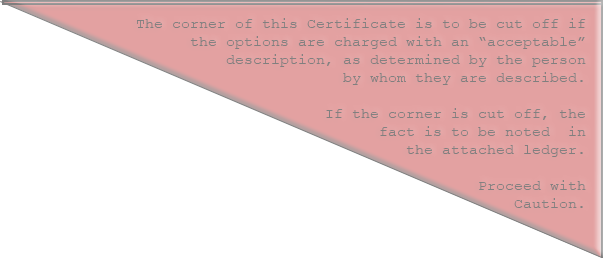 The corner of this Certificate is to be cut off if
the options are charged with an “acceptable”
description, as determined by the person
by whom they are described.
If the corner is cut off, the
fact is to be noted in
the attached ledger.
Proceed with
Caution.